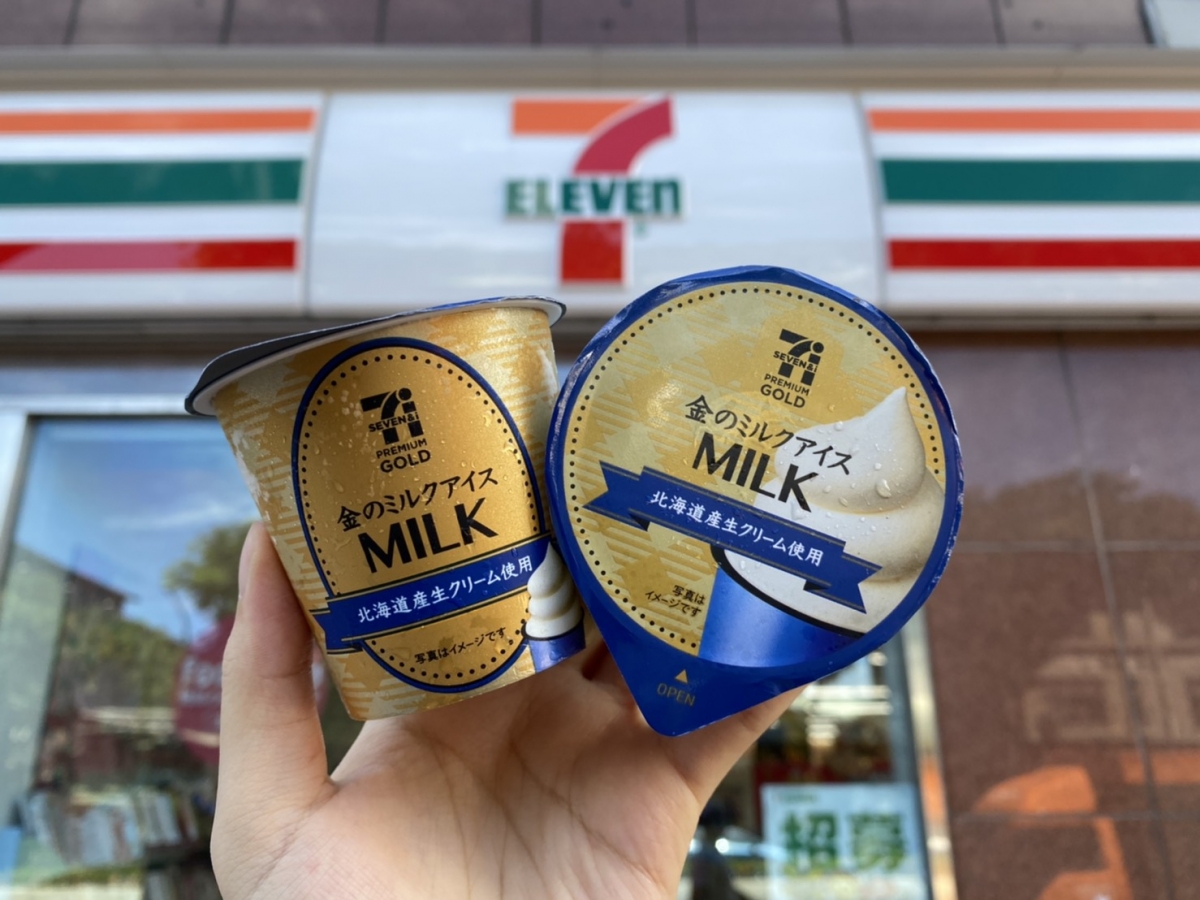 7
ELEVEN
SEVEN&i
PREMIUM
GOLD
金のミルクアイス
MILK
北海道産生クリーム使用
写真はイメージです
SEVEN&i
PREMIUM
GOLD
金のミルクアイス
MILK
北海道産生クリーム使用
写真は
イメージです
OPEN
招募